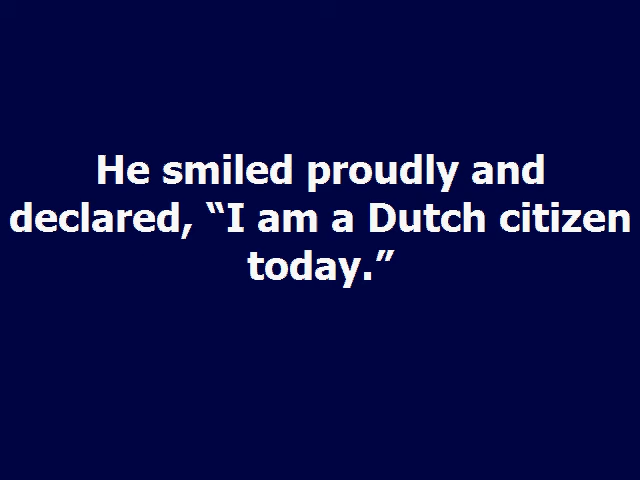 He smiled proudly and
declared, “I am a Dutch citizen
today.”